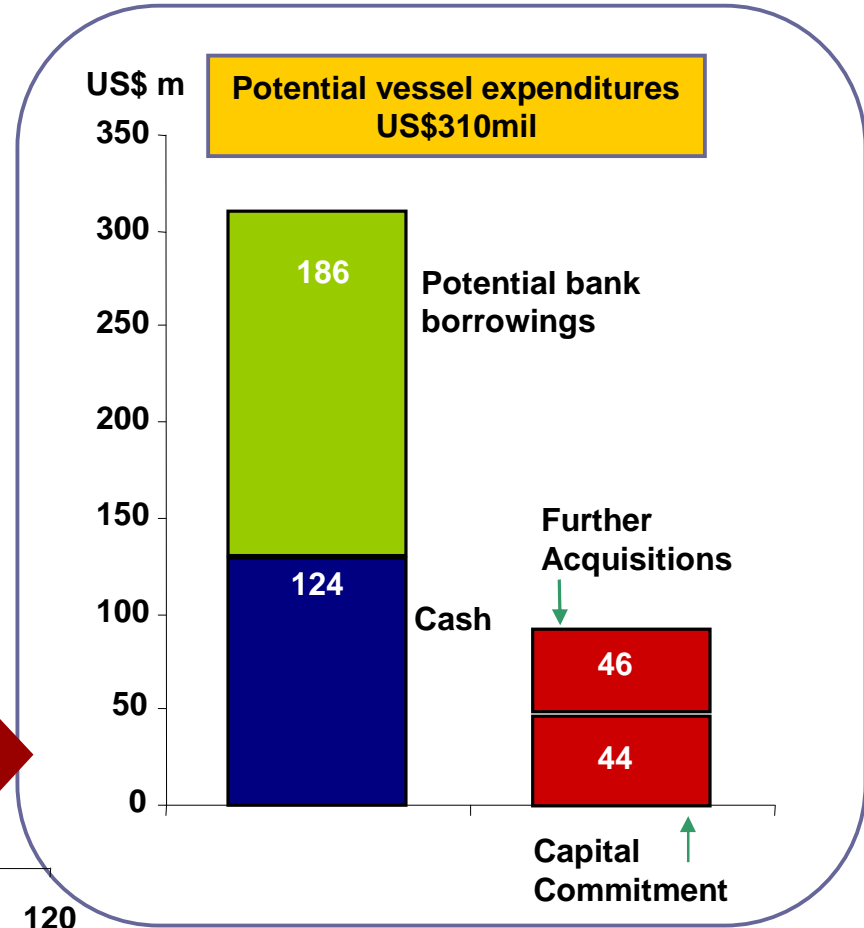 US$ m
Potential vessel expenditures
US$310mil
350
300
250
200
150
100
50
0
186
Potential bank
borrowings
124
Cash
Further
Acquisitions
46
44
Capital
Commitment
120